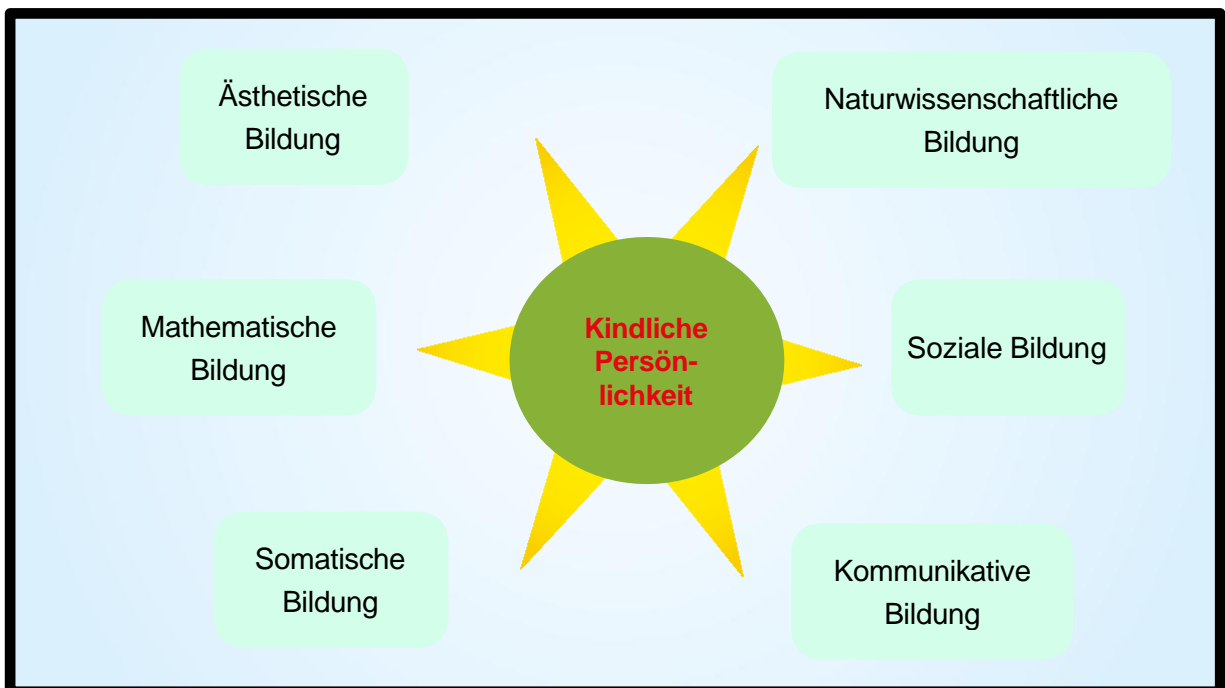 Ästhetische
Bildung
Naturwissenschaftliche
Bildung
Mathematische
Bildung
Kindliche
Persön-
lichkeit
Soziale Bildung
Somatische
Bildung
Kommunikative
Bildung